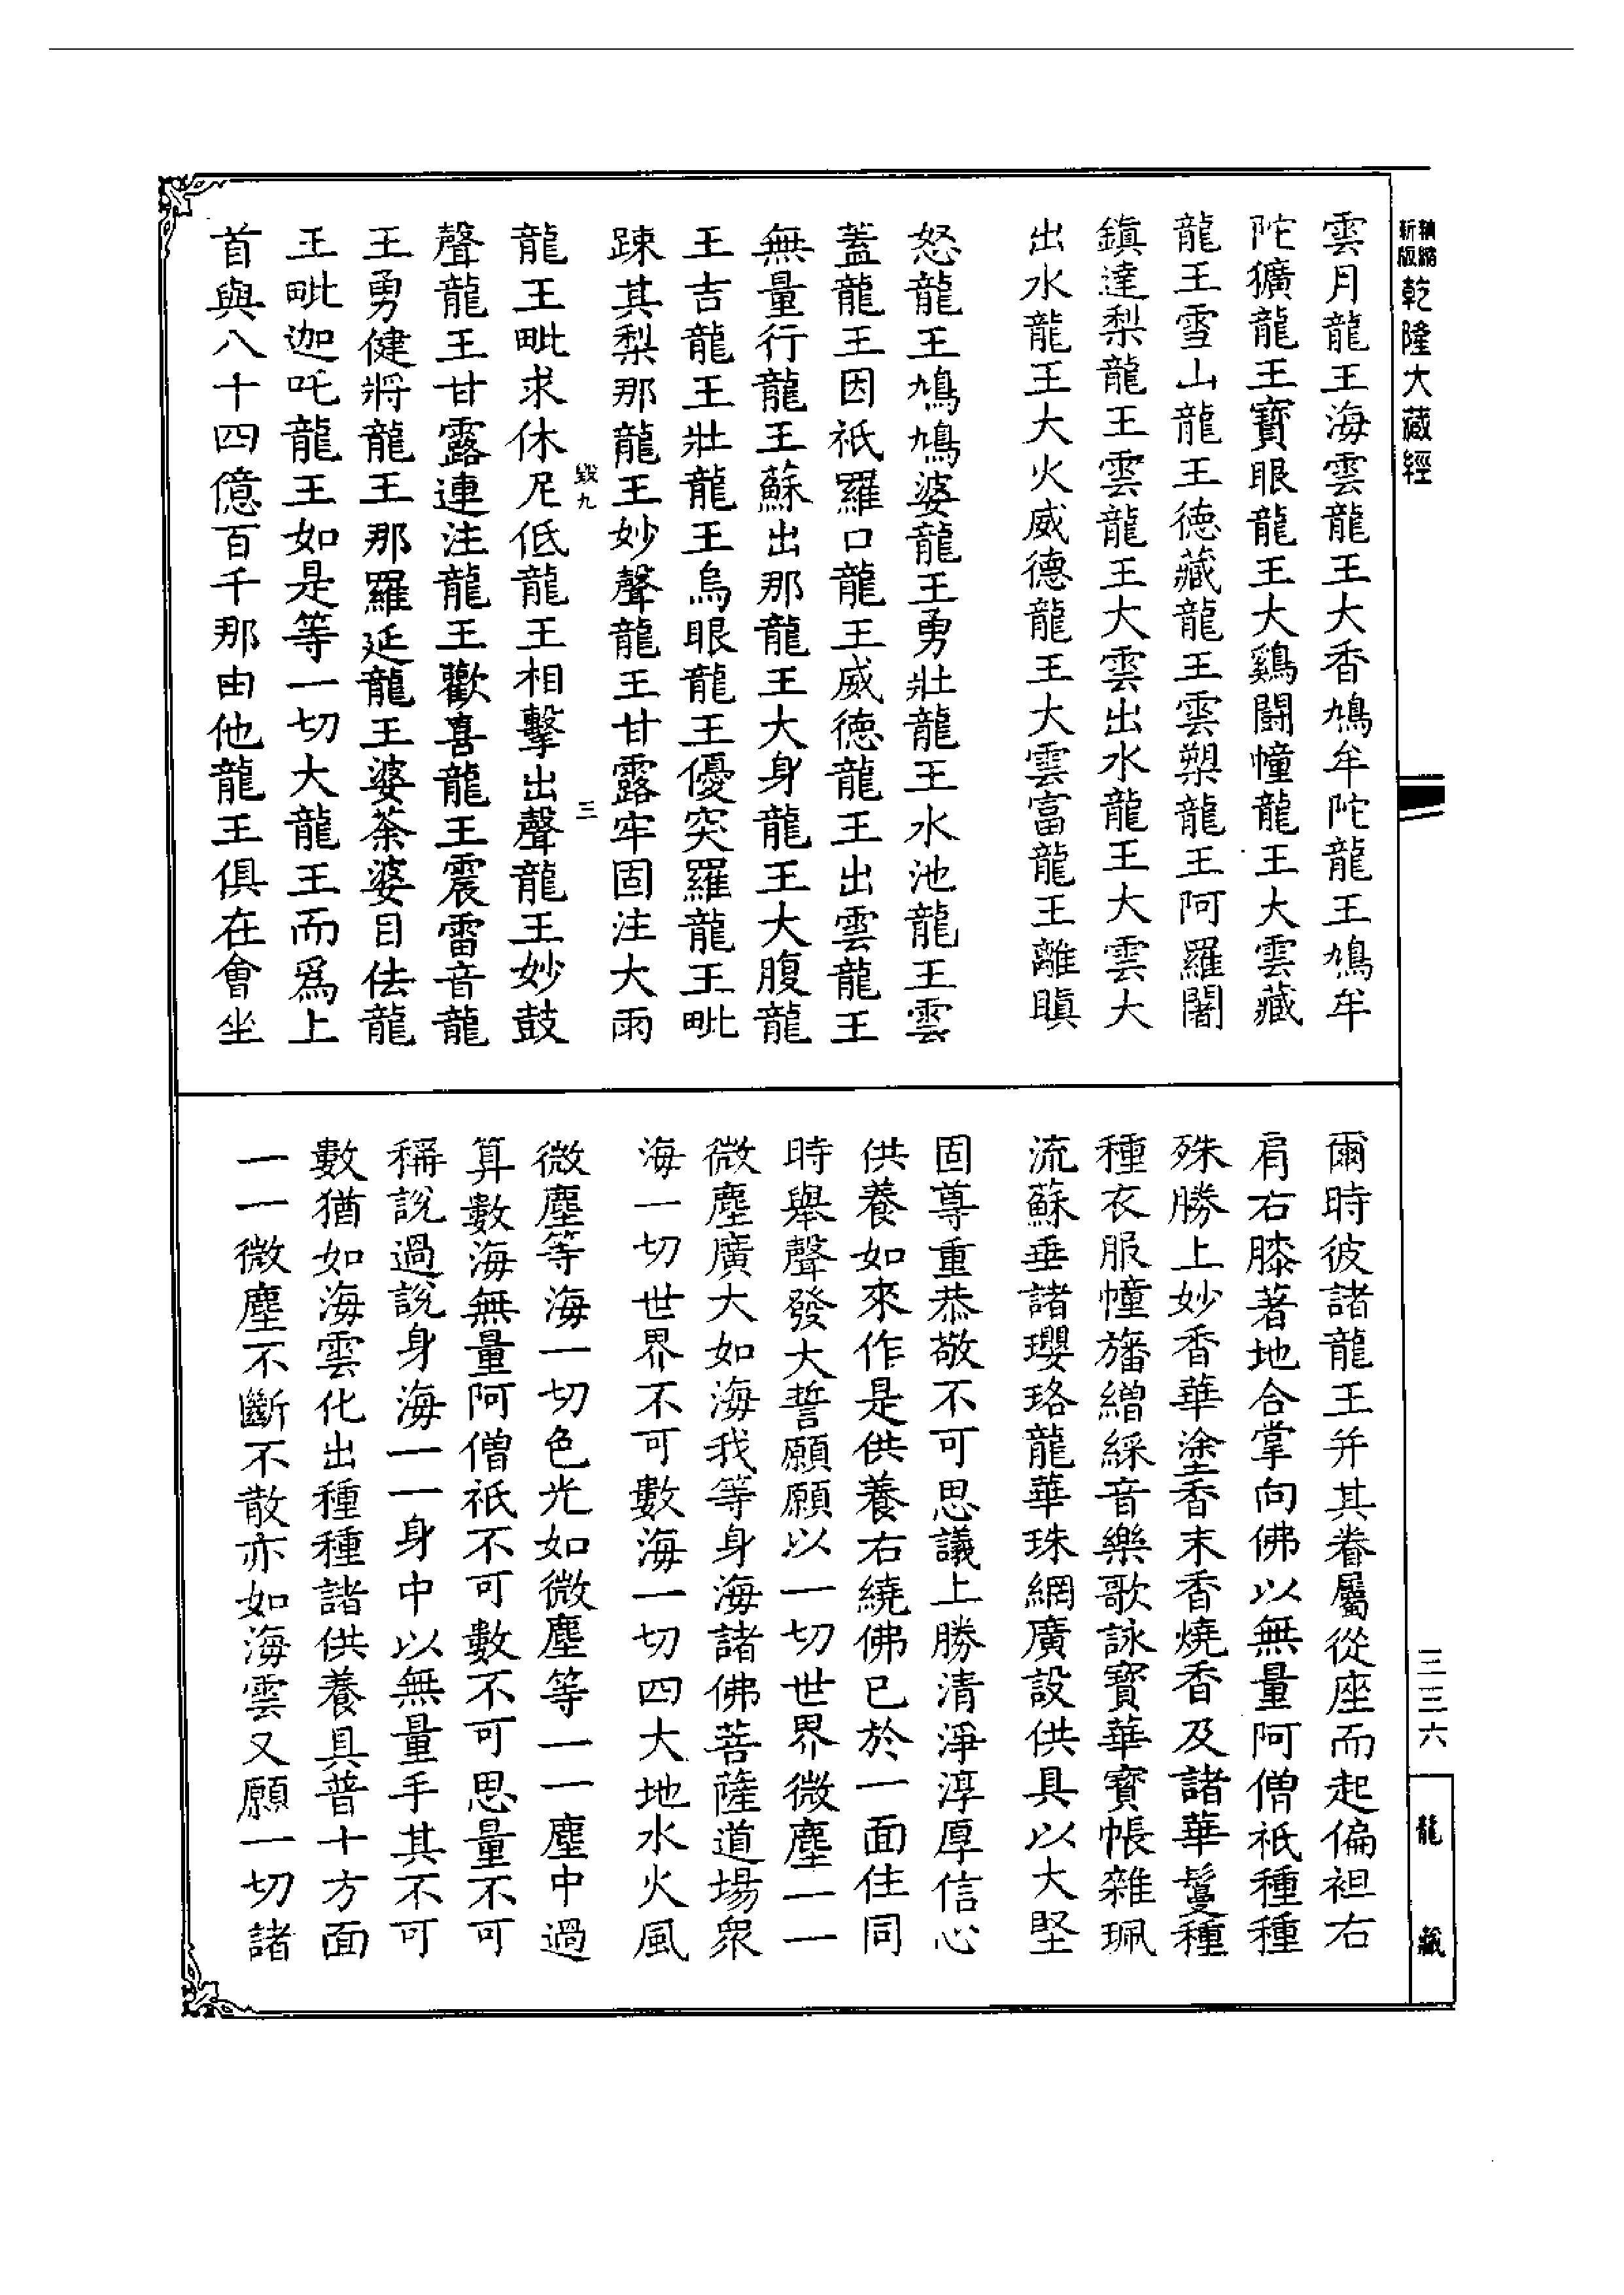 精縮新版乾隆大藏經
雲月龍王海雲龍王大香鳩牟陀龍王鳩牟
陀獷龍王寶眼龍王大鷄鬪幢龍王大雲藏
龍王雪山龍王德藏龍王雲槊龍王阿羅闍
鎮達梨龍王雲龍王大雲出水龍王大雲大
出水龍王大火威德龍王大雲富龍王離瞋
怒龍王鳩鳩婆龍王勇壯龍王水池龍王雲
蓋龍王因祇羅口龍王威德龍王出雲龍王
無量行龍王蘇出那龍王大身龍王大腹龍
王吉龍王壯龍王烏眼龍王優突羅龍王毗
踈其梨那龍王妙聲龍王甘露牢固注大雨
毀九 三
龍王毗求休尼低龍王相擊出聲龍王妙鼓
聲龍王甘露連注龍王歡喜龍王震雷音龍
王勇健將龍王那羅延龍王婆荼婆目佉龍
王毗迦吒龍王如是等一切大龍王而爲上
首與八十四億百千那由他龍王俱在會坐
爾時彼諸龍王并其眷屬從座而起偏袒右
肩右膝著地合掌向佛以無量阿僧祇種種
殊勝上妙香華塗香末香燒香及諸華鬘種
種衣服幢旛繒綵音樂歌詠寶華寶帳雜珮
流蘇垂諸瓔珞龍華珠網廣設供具以大堅
固尊重恭敬不可思議上勝清淨淳厚信心
供養如來作是供養右繞佛已於一面住同
時舉聲發大誓願願以一切世界微塵一一
微塵廣大如海我等身海諸佛菩薩道場眾
海一切世界不可數海一切四大地水火風
微塵等海一切色光如微塵等一一塵中過
算數海無量阿僧祇不可數不可思量不可
稱說過說身海一一身中以無量手其不可
數猶如海雲化出種種諸供養具普十方面
一一微塵不斷不散亦如海雲又願一切諸
三三六
龍藏